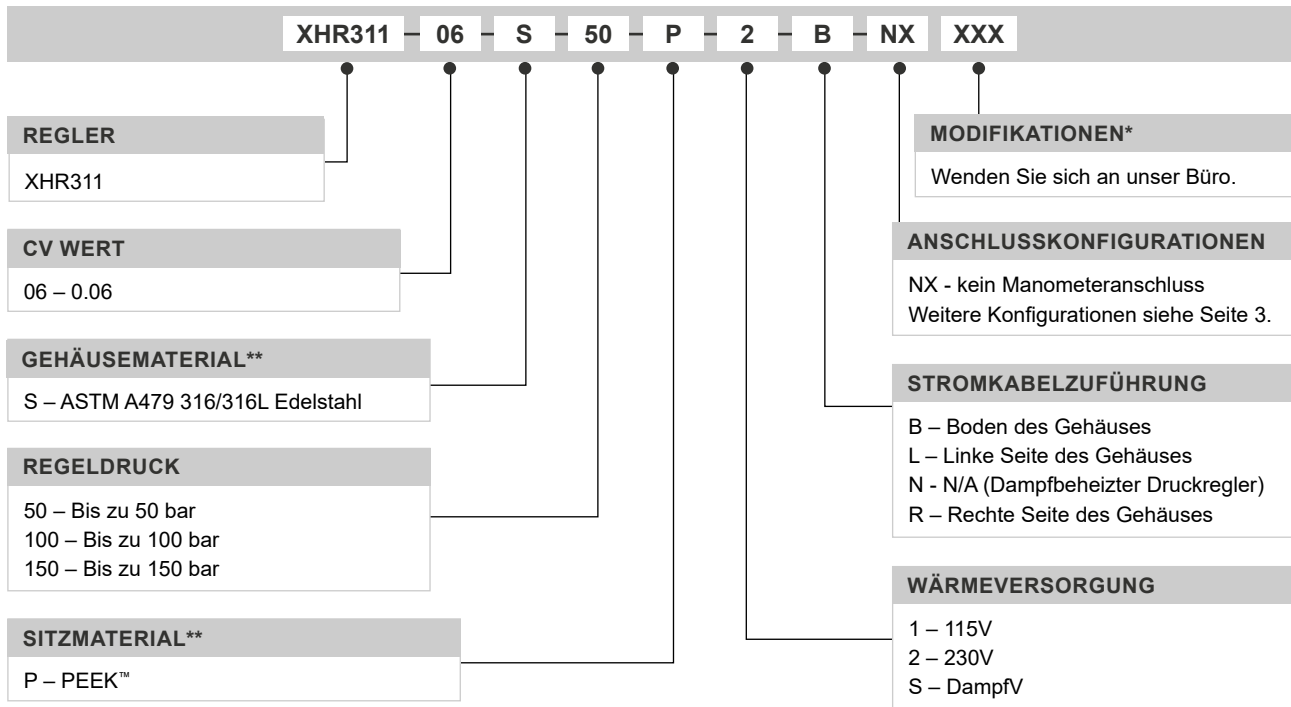 XHR311 – 06 – S – 50 – P – 2 – B – NX XXX
REGLER
XHR311
CV WERT
06 – 0.06
GEHÄUSEMATERIAL**
S – ASTM A479 316/316L Edelstahl
REGELDRUCK
50 – Bis zu 50 bar
100 – Bis zu 100 bar
150 – Bis zu 150 bar
SITZMATERIAL**
P – PEEK™
MODIFIKATIONEN*
Wenden Sie sich an unser Büro.
ANSCHLUSSKONFIGURATIONEN
NX - kein Manometeranschluss
Weitere Konfigurationen siehe Seite 3.
STROMKABELZUFÜHRUNG
B – Boden des Gehäuses
L – Linke Seite des Gehäuses
N - N/A (Dampfbeheizter Druckregler)
R – Rechte Seite des Gehäuses
WÄRMEVERSORGUNG
1 – 115V
2 – 230V
S – DampfV